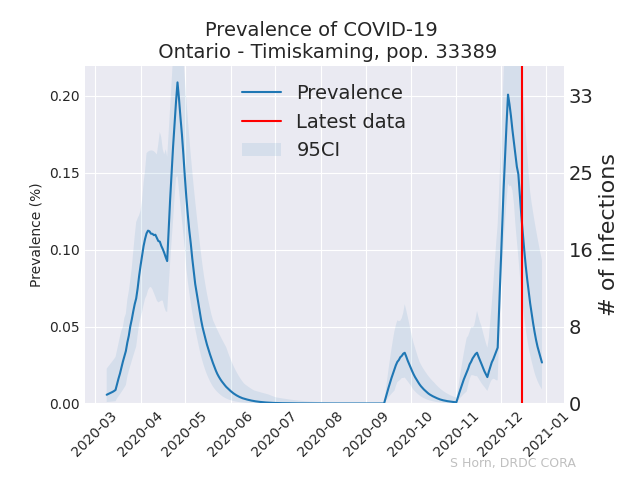 Prevalence of COVID-19
Ontario - Timiskaming, pop. 33389
Prevalence
Latest data
95CI
Prevalence (%)
0.20
0.15
0.10
0.05
0.00
33
25
16
8
0
# of infections
2020-03
2020-04
2020-05
2020-06
2020-07
2020-08
2020-09
2020-10
2020-11
2020-12
2021-01
S Horn, DRDC CORA